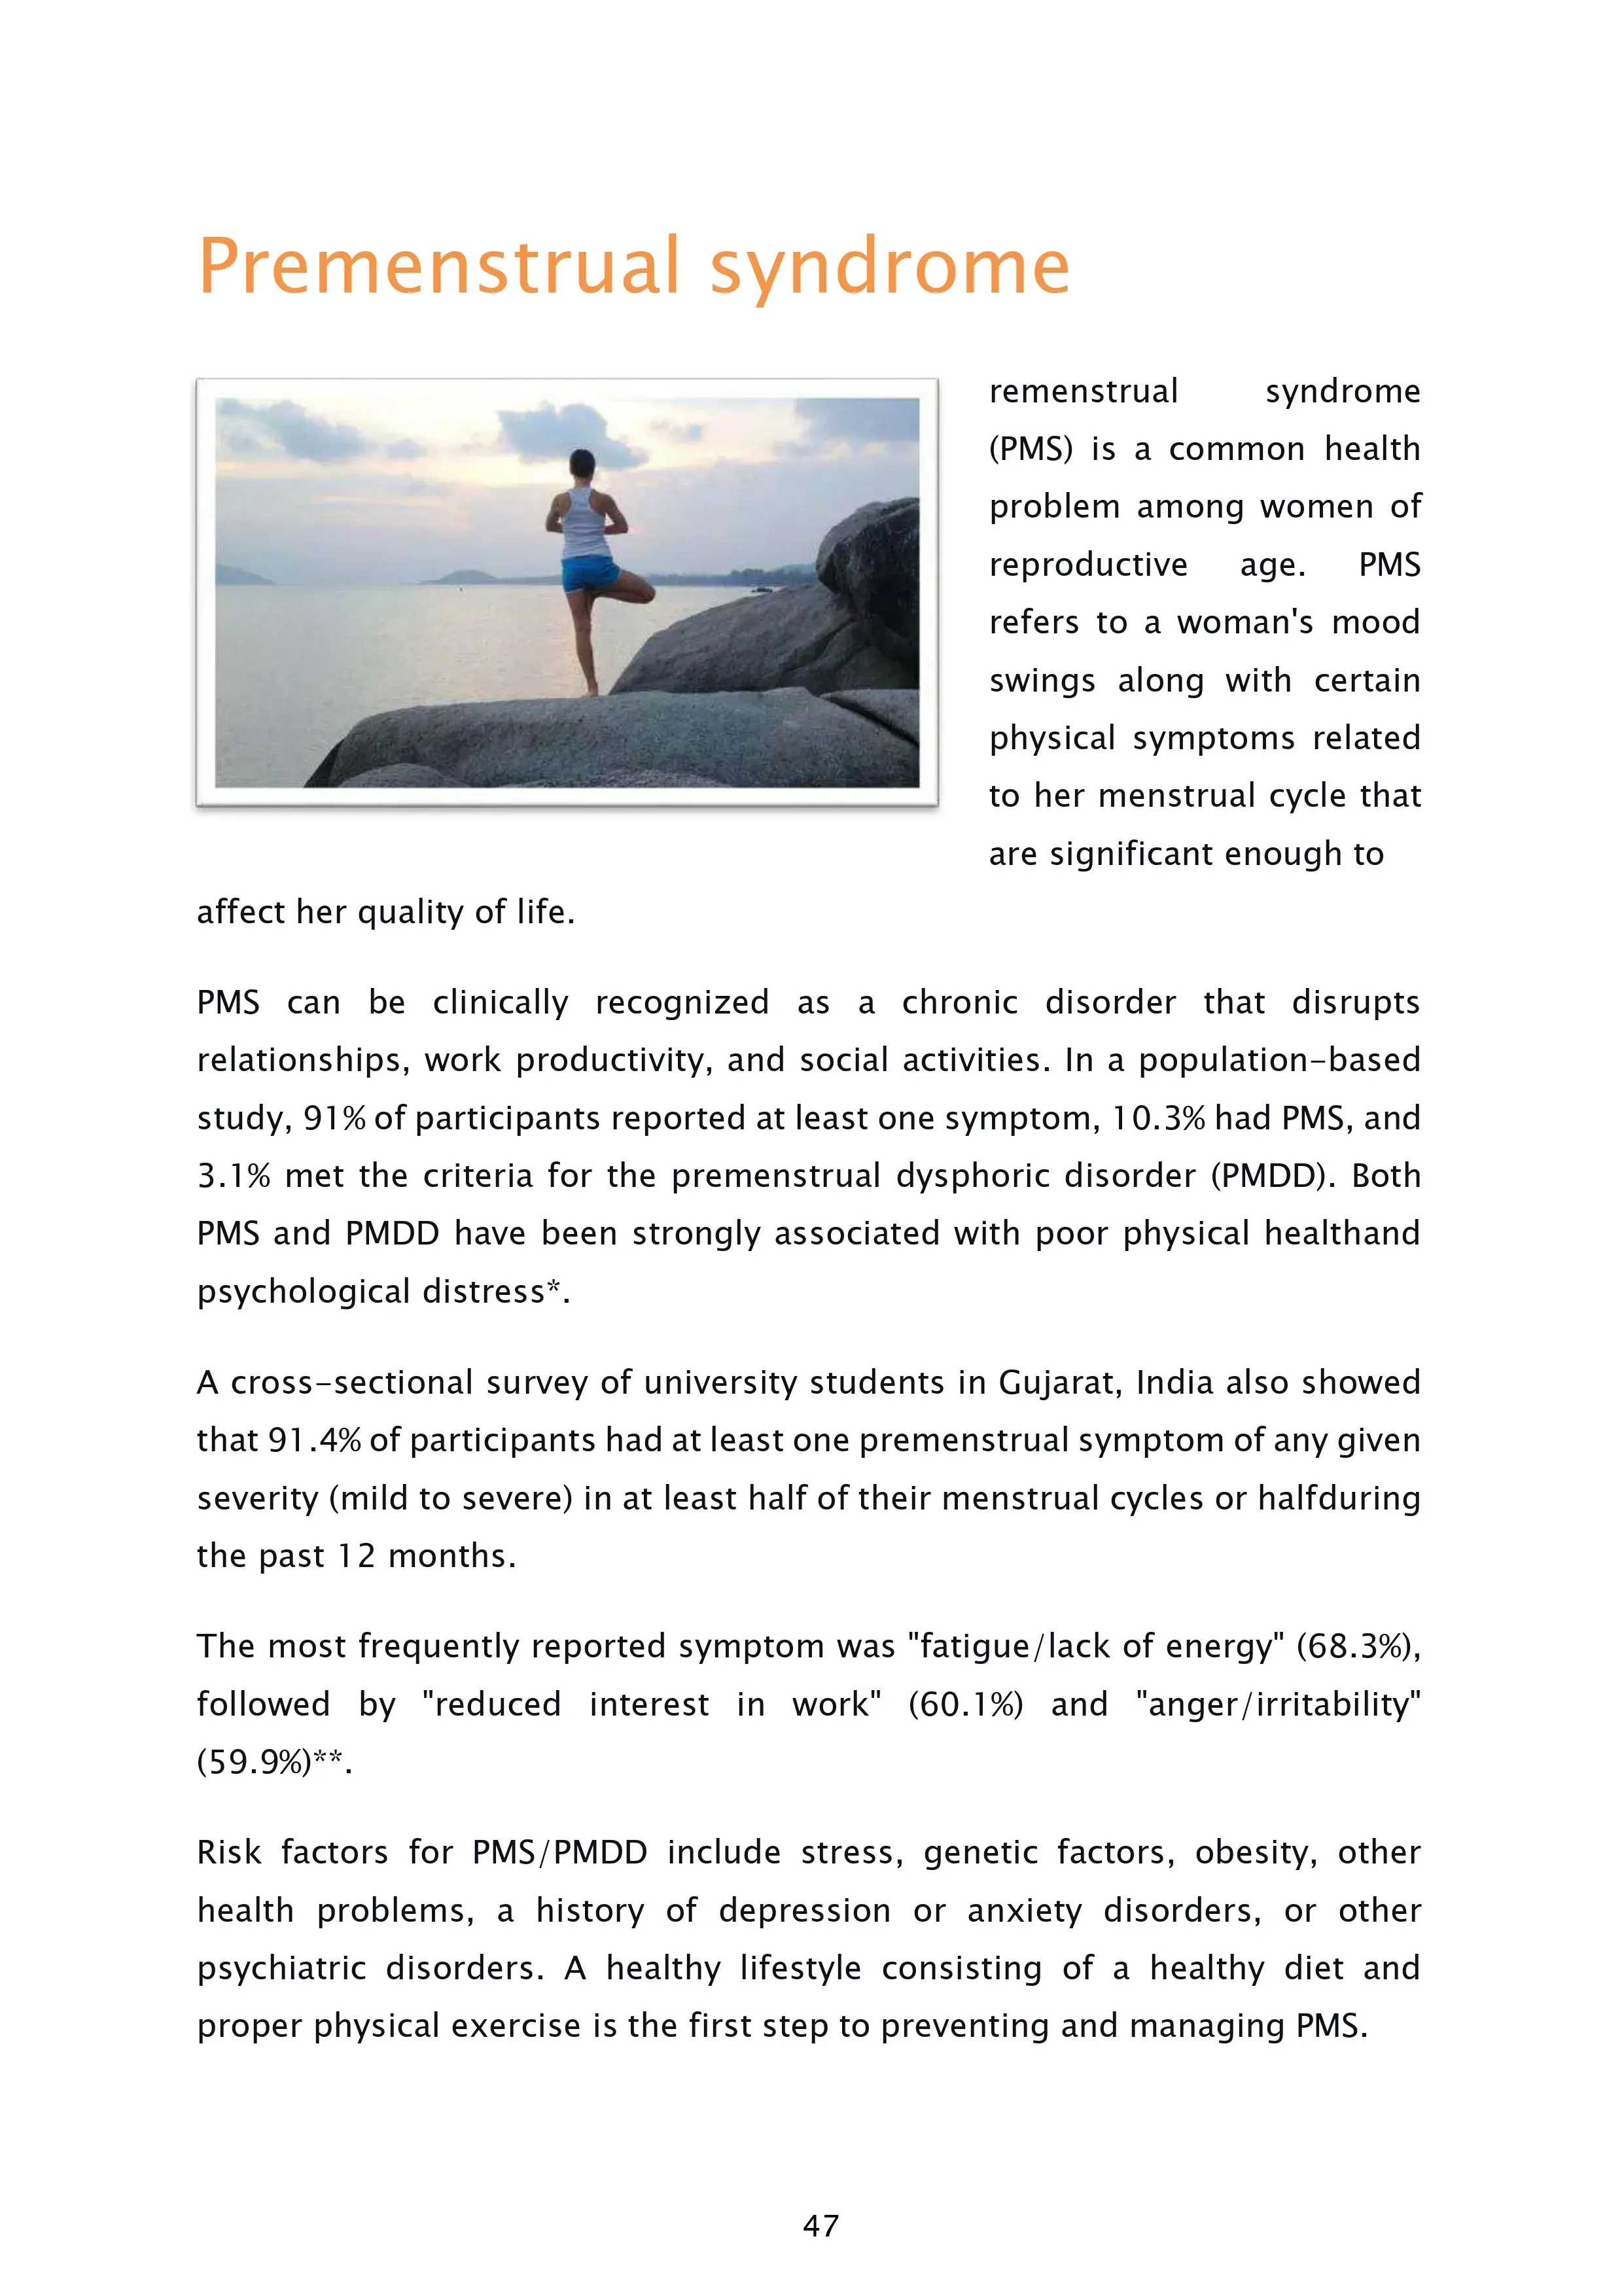 Premenstrual syndrome
remenstrual syndrome
(PMS) is a common health
problem among women of
reproductive age. PMS
refers to a woman's mood
swings along with certain
physical symptoms related
to her menstrual cycle that
are significant enough to
affect her quality of life.
PMS can be clinically recognized as a chronic disorder that disrupts
relationships, work productivity, and social activities. In a population-based
study, 91% of participants reported at least one symptom, 10.3% had PMS, and
3.1% met the criteria for the premenstrual dysphoric disorder (PMDD). Both
PMS and PMDD have been strongly associated with poor physical healthand
psychological distress*.
A cross-sectional survey of university students in Gujarat, India also showed
that 91.4% of participants had at least one premenstrual symptom of any given
severity (mild to severe) in at least half of their menstrual cycles or halfduring
the past 12 months.
The most frequently reported symptom was "fatigue/lack of energy" (68.3%),
followed by "reduced interest in work" (60.1%) and "anger/irritability"
(59.9%)**.
Risk factors for PMS/PMDD include stress, genetic factors, obesity, other
health problems, a history of depression or anxiety disorders, or other
psychiatric disorders. A healthy lifestyle consisting of a healthy diet and
proper physical exercise is the first step to preventing and managing PMS.
47